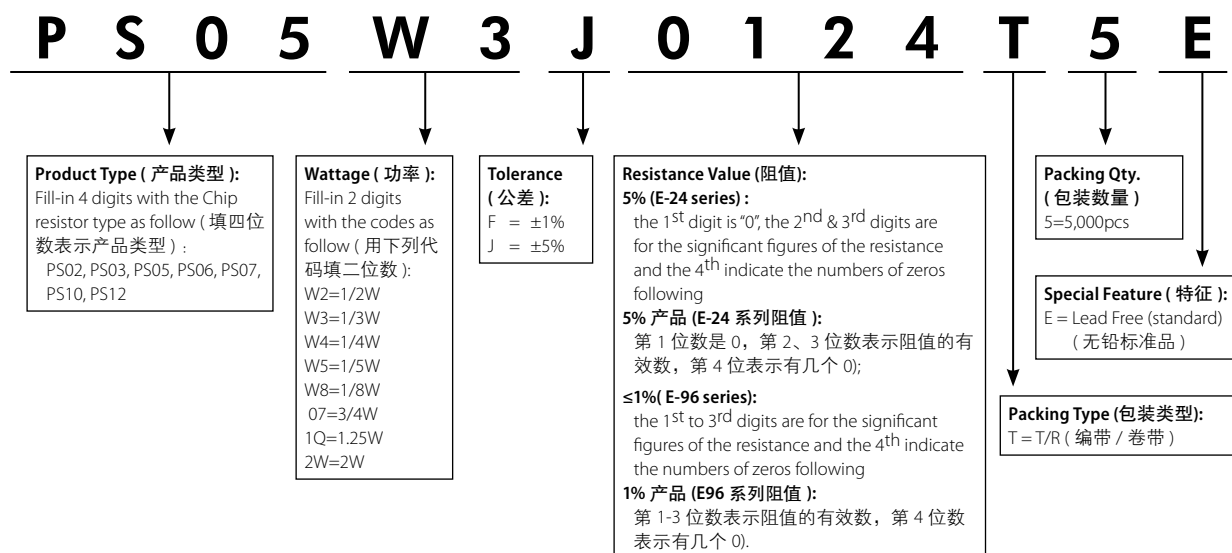 P S 0 5 W 3 J 0 1 2 4 T 5 E
Product Type ( 产品类型 ):
Fill-in 4 digits with the Chip
resistor type as follow ( 填四位
数表示产品类型 ) :
PS02, PS03, PS05, PS06, PS07,
PS10, PS12
Wattage ( 功率 ):
Fill-in 2 digits
with the codes as
follow ( 用下列代
码填二位数 ):
W2=1/2W
W3=1/3W
W4=1/4W
W5=1/5W
W8=1/8W
07=3/4W
1Q=1.25W
2W=2W
Tolerance
( 公差 ):
F = ±1%
J = ±5%
Resistance Value (阻值):
5% (E-24 series) :
the 1st digit is “0”, the 2nd & 3rd digits are
for the significant figures of the resistance
and the 4th indicate the numbers of zeros
following
5% 产品 (E-24 系列阻值 ):
第 1 位数是 0，第 2、3 位数表示阻值的有
效数，第 4 位表示有几个 0);
≤1%( E-96 series):
the 1st to 3rd digits are for the significant
figures of the resistance and the 4th indicate
the numbers of zeros following
1% 产品 (E96 系列阻值 ):
第 1-3 位数表示阻值的有效数，第 4 位数
表示有几个 0).
Packing Qty.
( 包装数量 )
5=5,000pcs
Special Feature ( 特征 ):
E = Lead Free (standard)
( 无铅标准品 )
Packing Type (包装类型):
T = T/R ( 编带 / 卷带 )